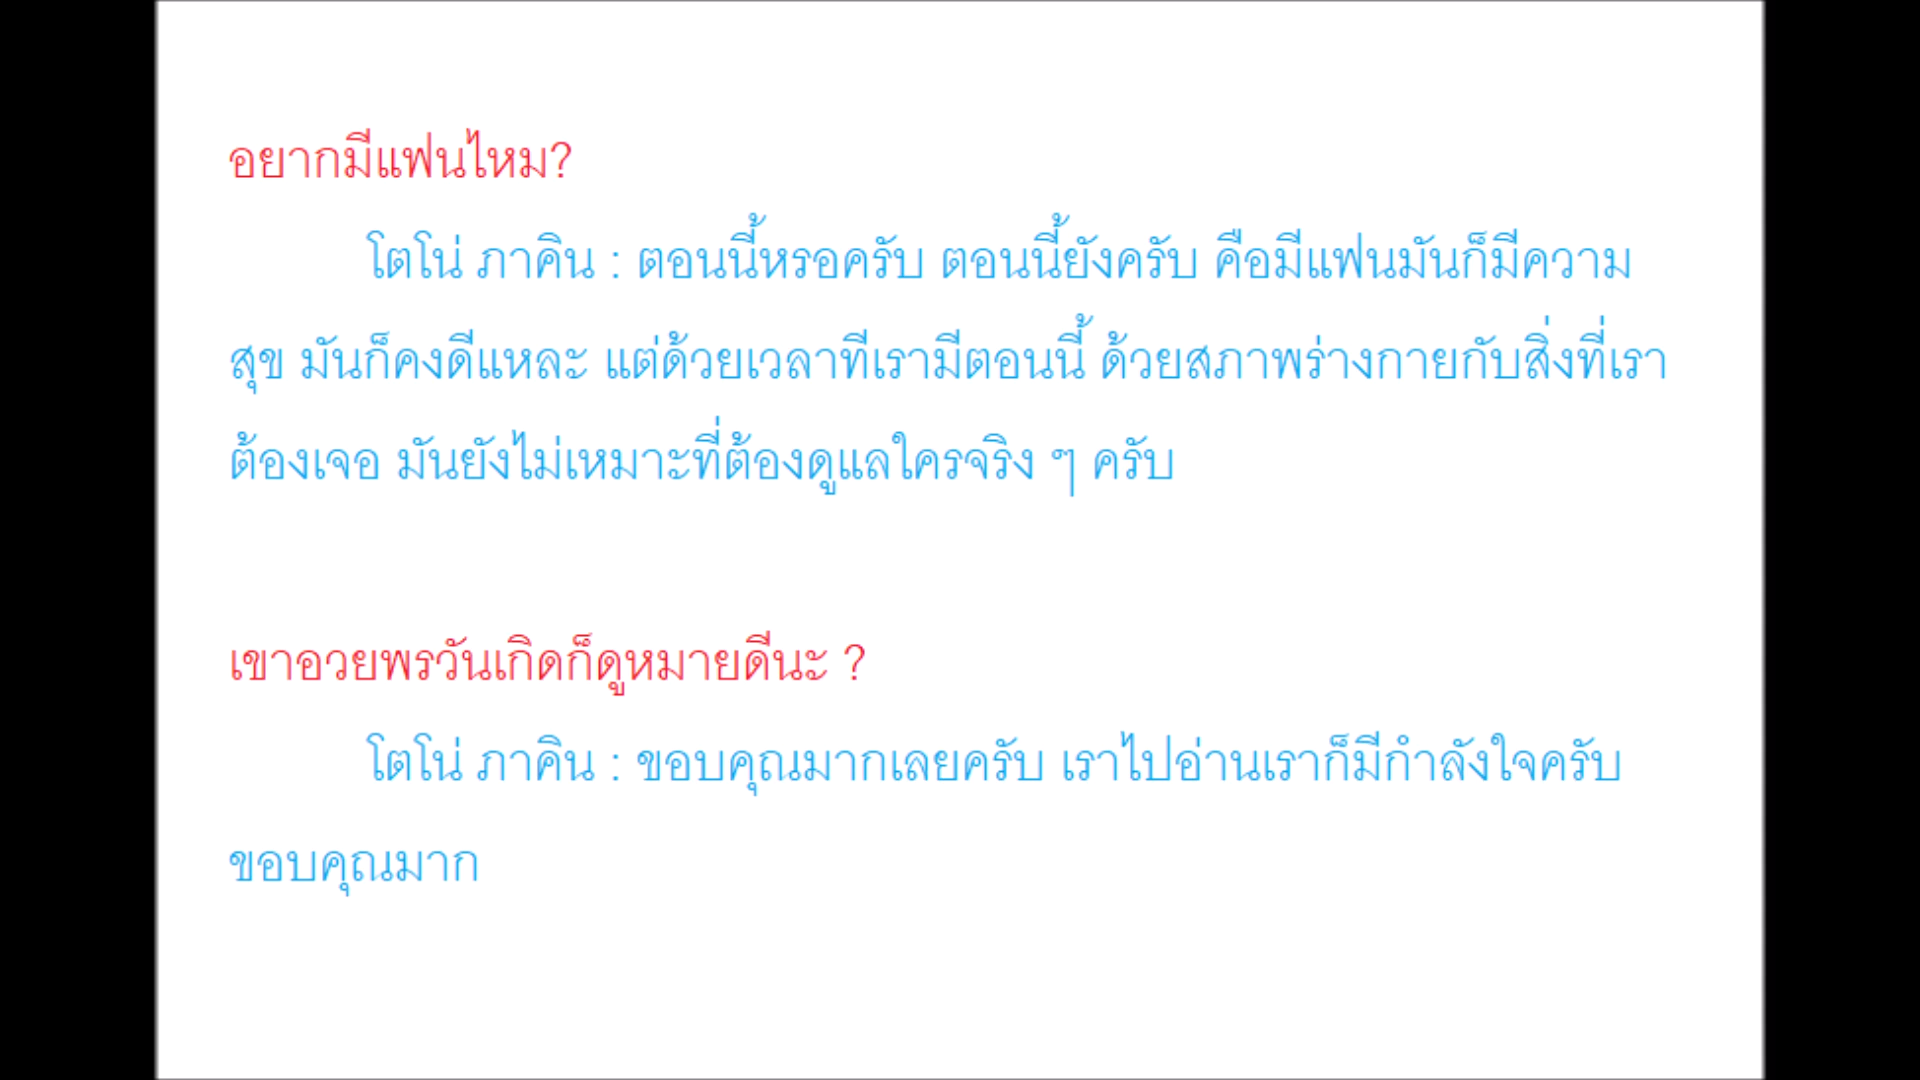 อยากมีแฟนไหม?
โตโน่ ภาคิน : ตอนนี้หรอครับ ตอนนี้ยังครับ คือมีแฟนมันก็มีความ
สุข มันก็คงดีแหละ แต่ด้วยเวลาทีเรามีตอนนี้ ด้วยสภาพร่างกายกับสิ่งที่เรา
ต้องเจอ มันยังไม่เหมาะที่ต้องดูแลใครจริง ๆ ครับ
เขาอวยพรวันเกิดก็ดูหมายดีนะ ?
โตโน่ ภาคิน : ขอบคุณมากเลยครับ เราไปอ่านเราก็มีกำลังใจครับ
ขอบคุณมาก